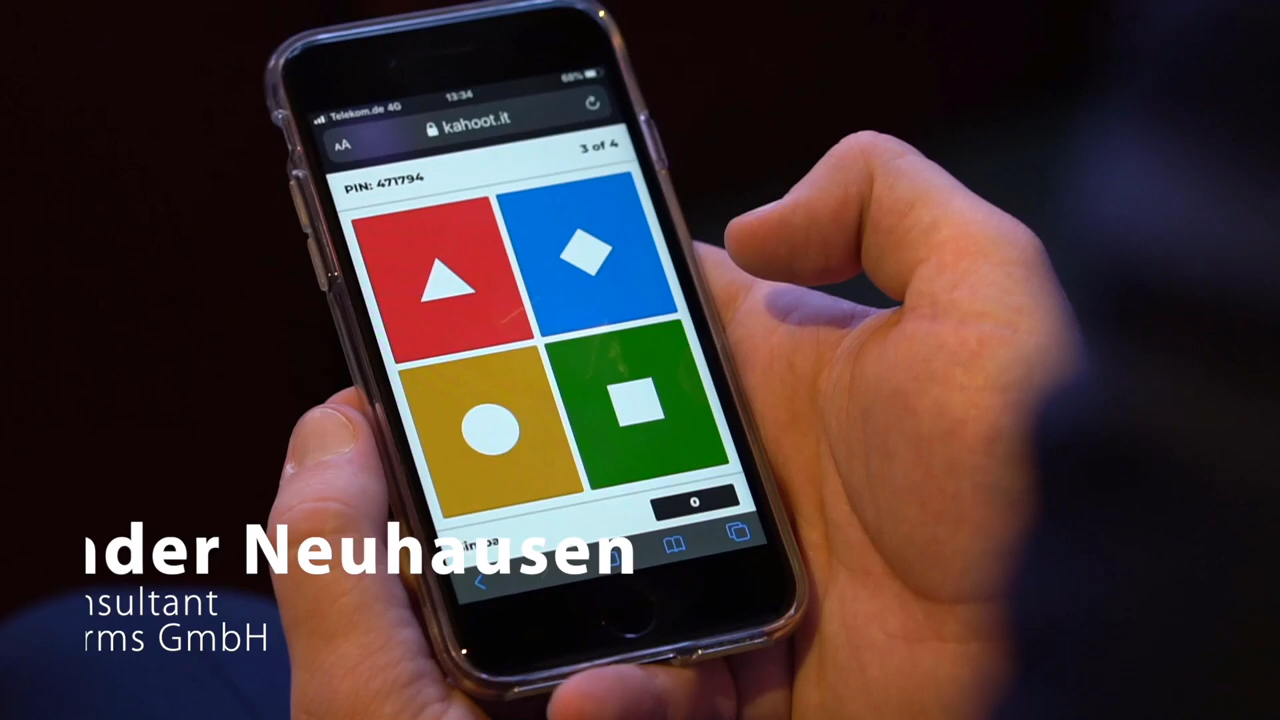 Telekom.de 4G 13:34 68%
AA kahoot.it
PIN: 471794 3 of 4
0
nder Neuhausen
nsultant
rms GmbH